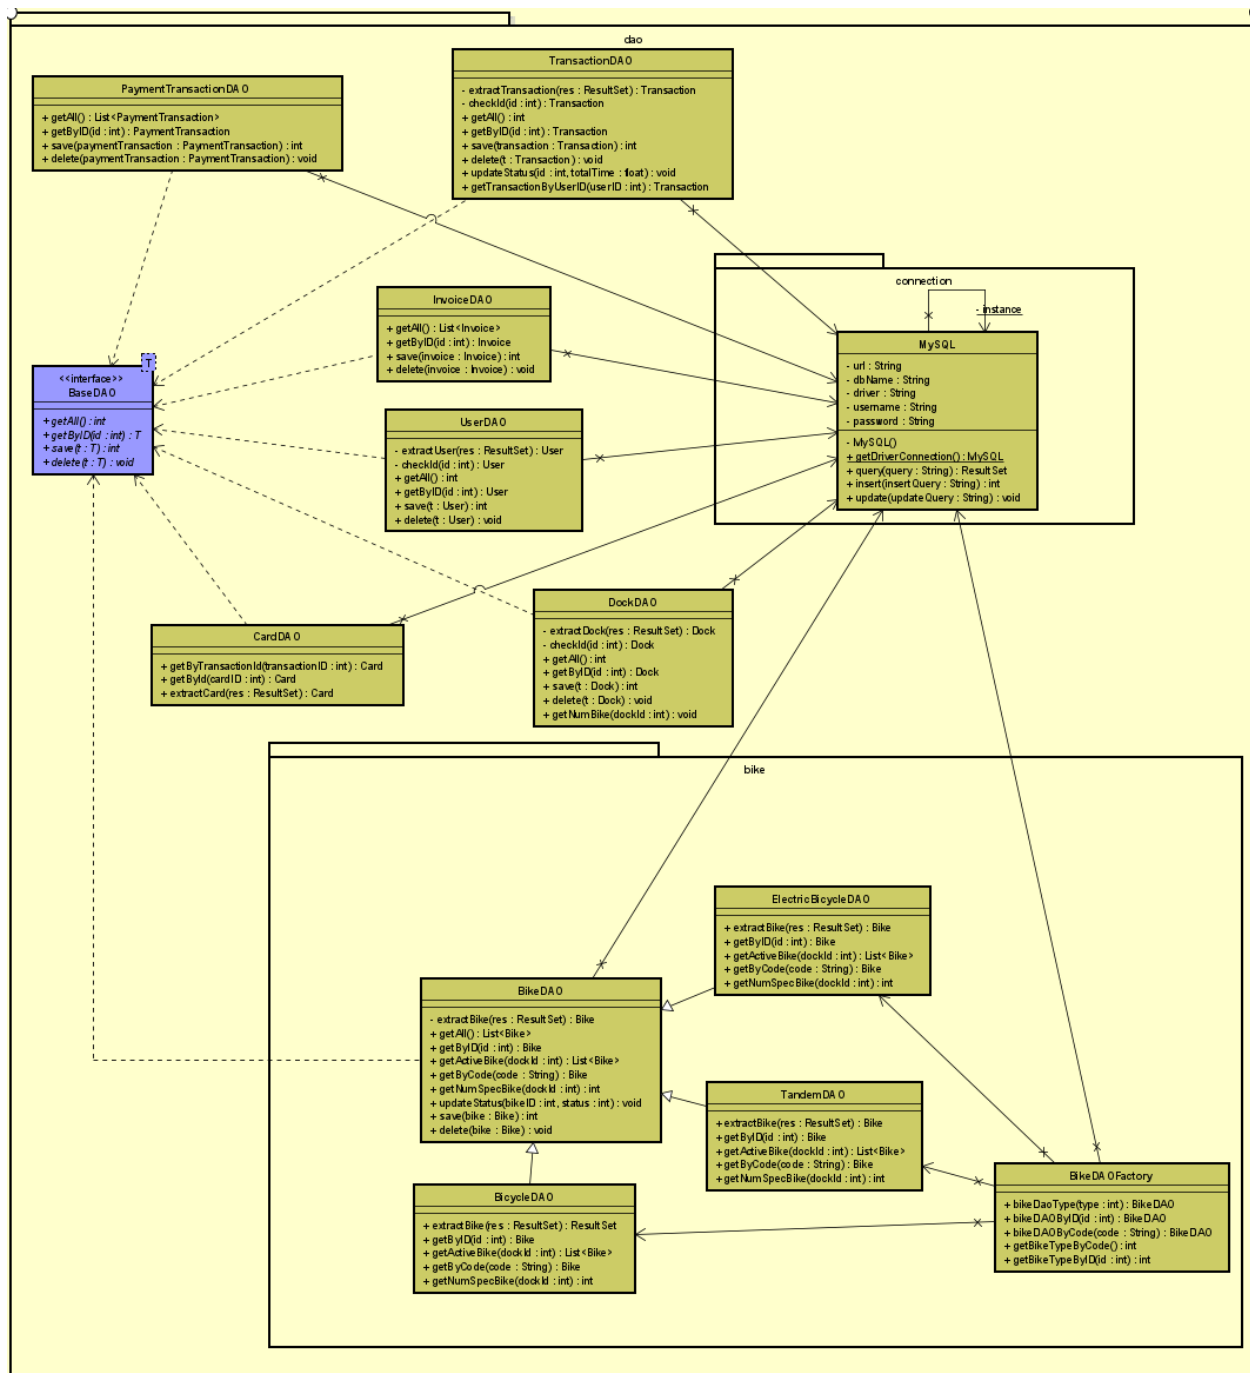 dao
PaymentTransactionDAO
+ getAll() : List<PaymentTransaction>
+ getByID(id : int) : PaymentTransaction
+ save(paymentTransaction : PaymentTransaction) : int
+ delete(paymentTransaction : PaymentTransaction) : void
TransactionDAO
- extractTransaction(res : ResultSet) : Transaction
- checkId(id : int) : Transaction
+ getAll() : int
+ getByID(id : int) : Transaction
+ save(transaction : Transaction) : int
+ delete(t : Transaction) : void
+ updateStatus(id : int, totalTime : float) : void
+ getTransactionByUserID(userID : int) : Transaction
connection
- instance
MySQL
- url : String
- dbName : String
- driver : String
- username : String
- password : String
- MySQL()
+ getDriverConnection() : MySQL
+ query(query : String) : ResultSet
+ insert(insertQuery : String) : int
+ update(updateQuery : String) : void
InvoiceDAO
+ getAll() : List<Invoice>
+ getByID(id : int) : Invoice
+ save(invoice : Invoice) : int
+ delete(invoice : Invoice) : void
T
<<interface>>
BaseDAO
+ getAll() : int
+ getByID(id : int) : T
+ save(t : T) : int
+ delete(t : T) : void
UserDAO
- extractUser(res : ResultSet) : User
- checkId(id : int) : User
+ getAll() : int
+ getByID(id : int) : User
+ save(t : User) : int
+ delete(t : User) : void
DockDAO
- extractDock(res : ResultSet) : Dock
- checkId(id : int) : Dock
+ getAll() : int
+ getByID(id : int) : Dock
+ save(t : Dock) : int
+ delete(t : Dock) : void
+ getNumBike(dockId : int) : void
CardDAO
+ getByTransactionId(transactionID : int) : Card
+ getById(cardID : int) : Card
+ extractCard(res : ResultSet) : Card
bike
ElectricBicycleDAO
+ extractBike(res : ResultSet) : Bike
+ getByID(id : int) : Bike
+ getActiveBike(dockId : int) : List<Bike>
+ getByCode(code : String) : Bike
+ getNumSpecBike(dockId : int) : int
BikeDAO
- extractBike(res : ResultSet) : Bike
+ getAll() : List<Bike>
+ getByID(id : int) : Bike
+ getActiveBike(dockId : int) : List<Bike>
+ getByCode(code : String) : Bike
+ getNumSpecBike(dockId : int) : int
+ updateStatus(bikeID : int, status : int) : void
+ save(bike : Bike) : int
+ delete(bike : Bike) : void
TandemDAO
+ extractBike(res : ResultSet) : Bike
+ getByID(id : int) : Bike
+ getActiveBike(dockId : int) : List<Bike>
+ getByCode(code : String) : Bike
+ getNumSpecBike(dockId : int) : int
BicycleDAO
+ extractBike(res : ResultSet) : ResultSet
+ getByID(id : int) : Bike
+ getActiveBike(dockId : int) : List<Bike>
+ getByCode(code : String) : Bike
+ getNumSpecBike(dockId : int) : int
BikeDAOFactory
+ bikeDaoType(type : int) : BikeDAO
+ bikeDAOByID(id : int) : BikeDAO
+ bikeDAOByCode(code : String) : BikeDAO
+ getBikeTypeByCode() : int
+ getBikeTypeByID(id : int) : int